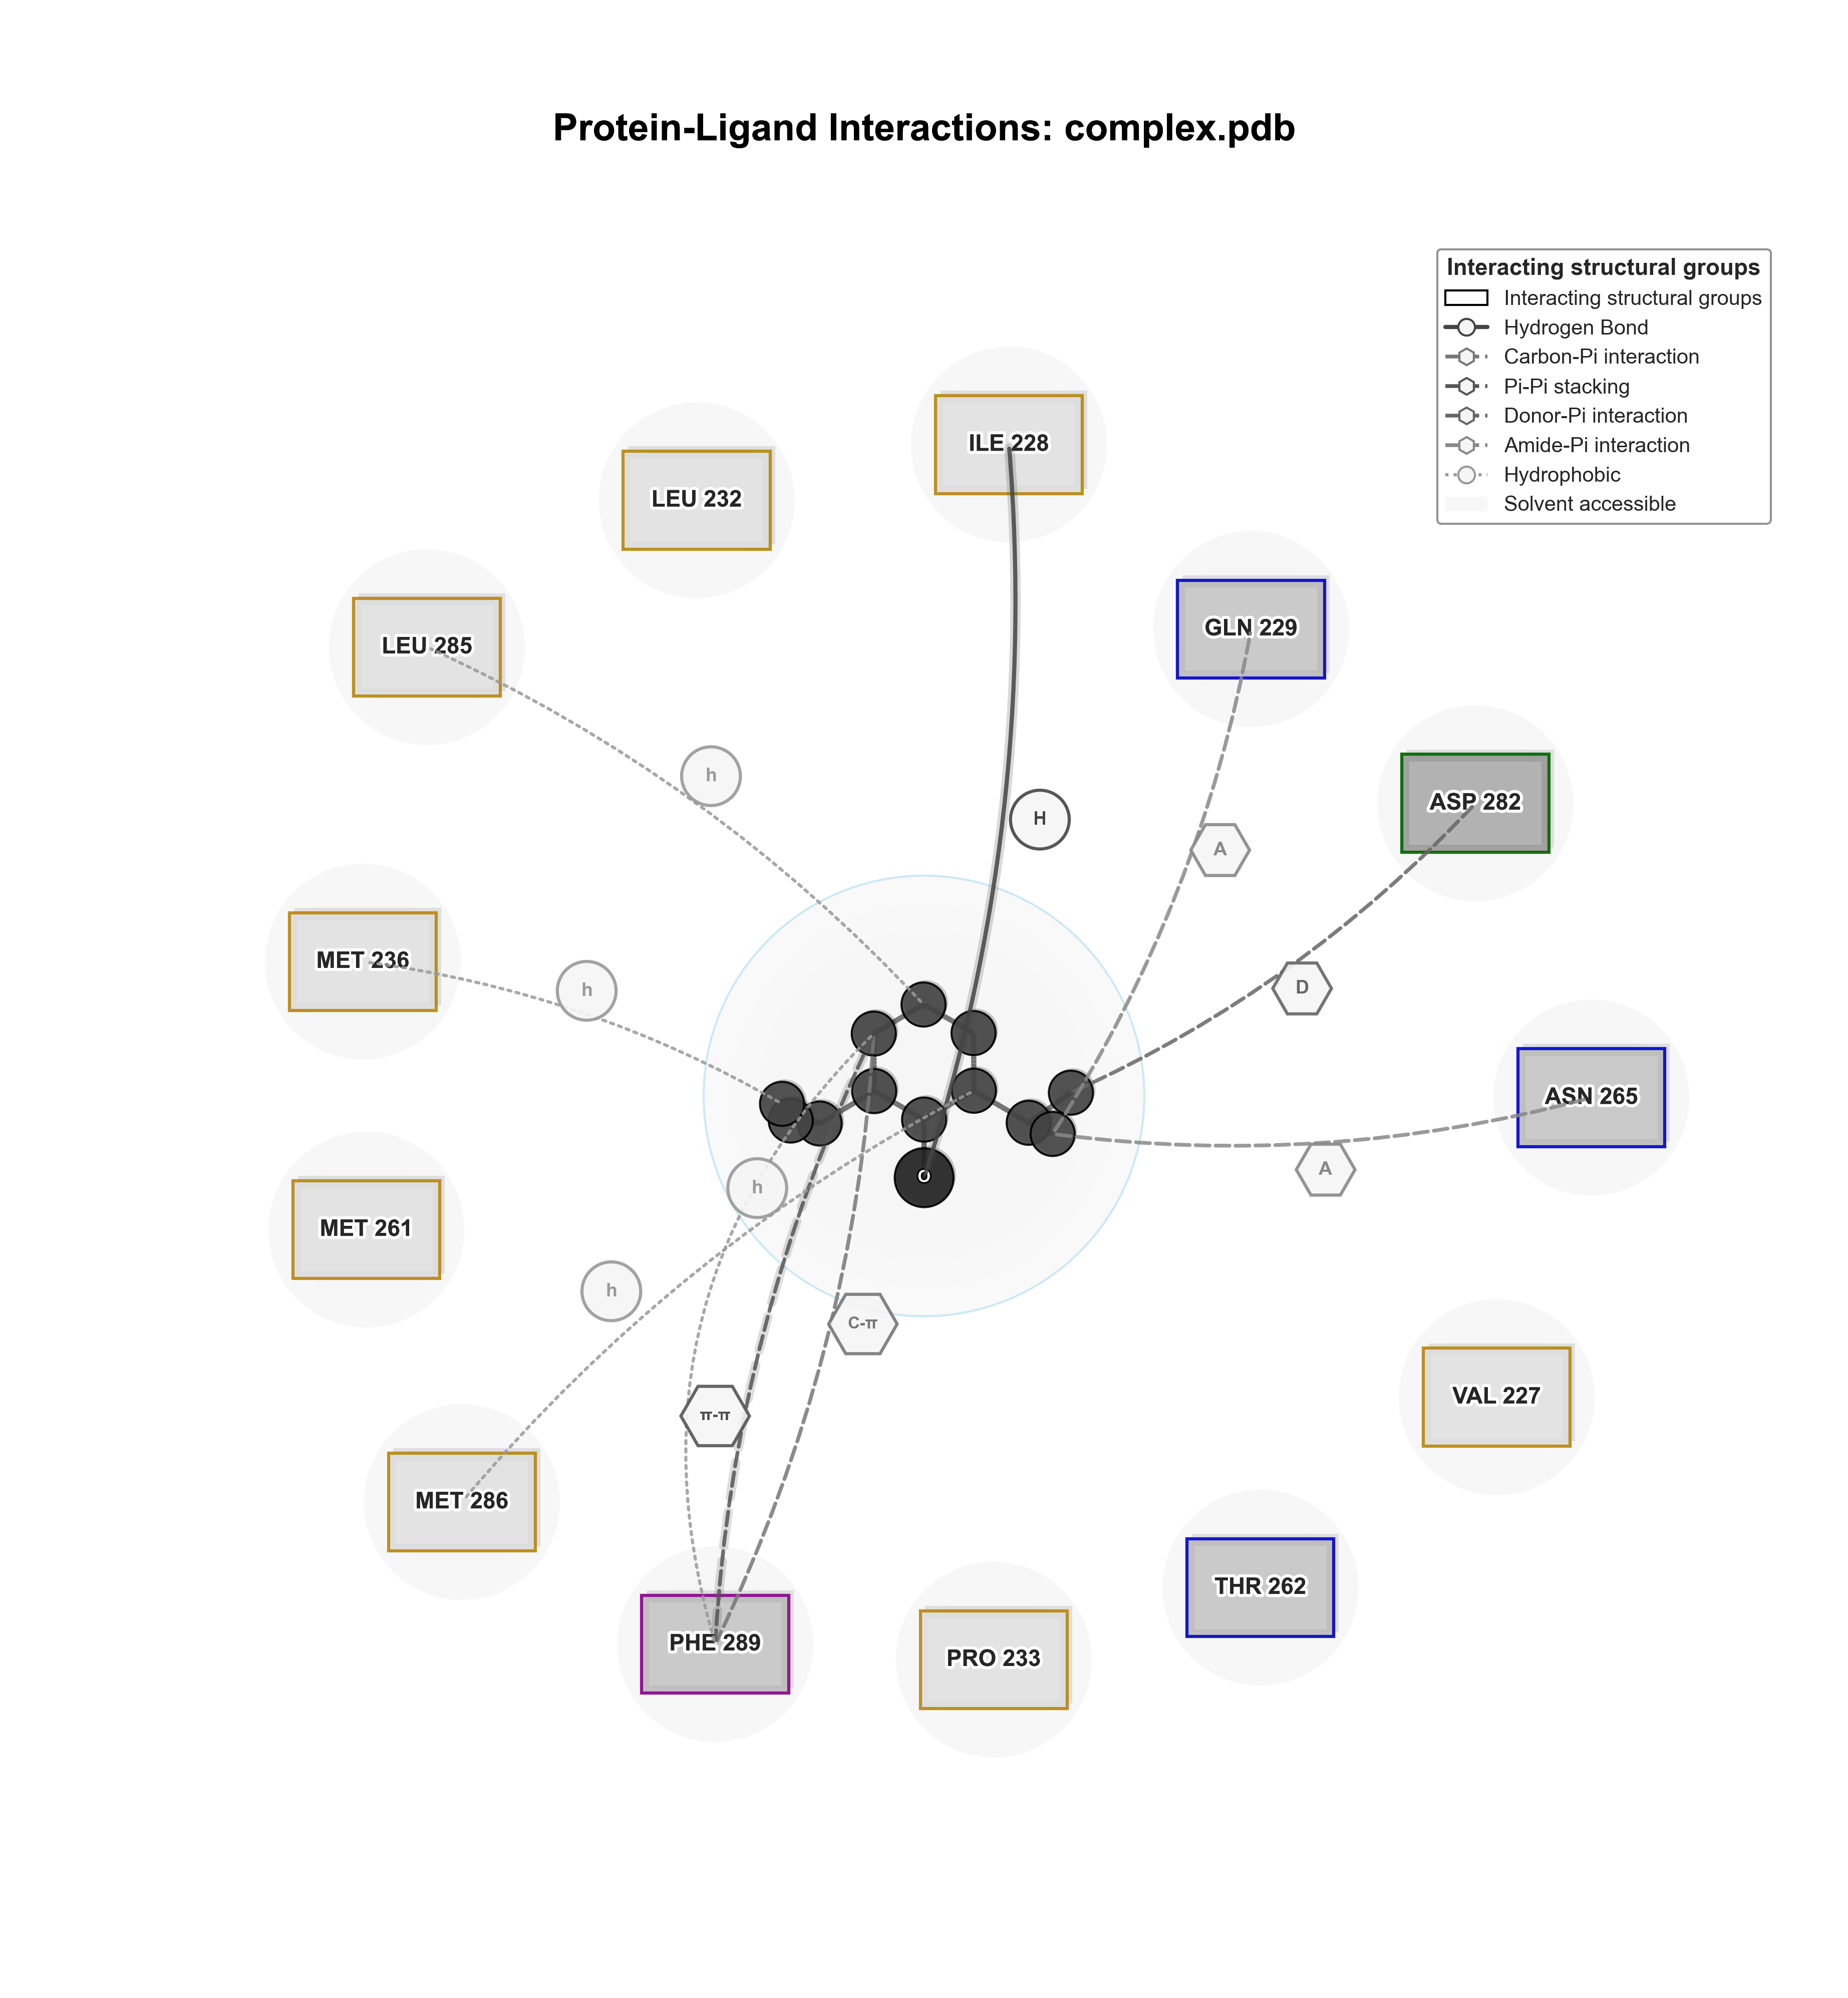 Protein-Ligand Interactions: complex.pdb
Interacting structural groups
Interacting structural groups
Hydrogen Bond
Carbon-Pi interaction
Pi-Pi stacking
Donor-Pi interaction
Amide-Pi interaction
Hydrophobic
Solvent accessible
ILE 228
LEU 232
GLN 229
LEU 285
h
ASP 282
H
A
MET 236
h
D
ASN 265
A
O
h
MET 261
h
C-π
VAL 227
π-π
MET 286
THR 262
PHE 289
PRO 233